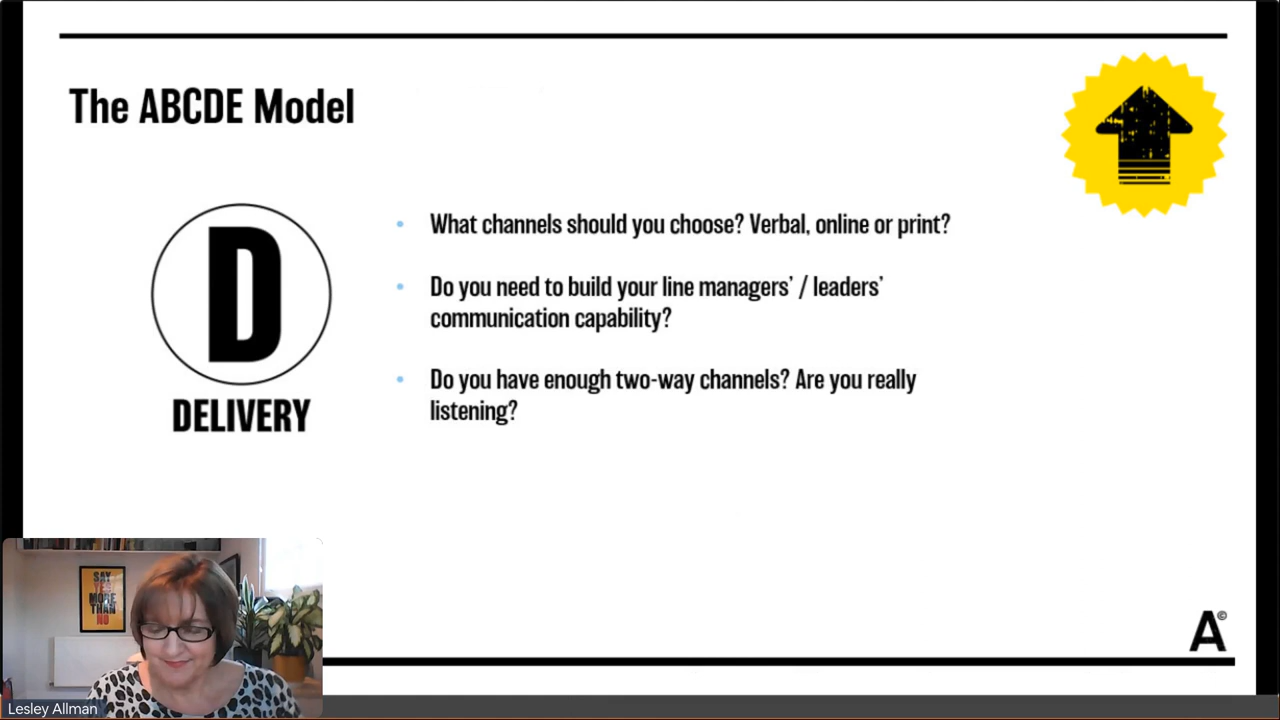 The ABCDE Model
D
DELIVERY
• What channels should you choose? Verbal, online or print?
• Do you need to build your line managers’ / leaders’
communication capability?
• Do you have enough two-way channels? Are you really
listening?
SAY
YES
MORE
THAN
NO
A©
Lesley Allman